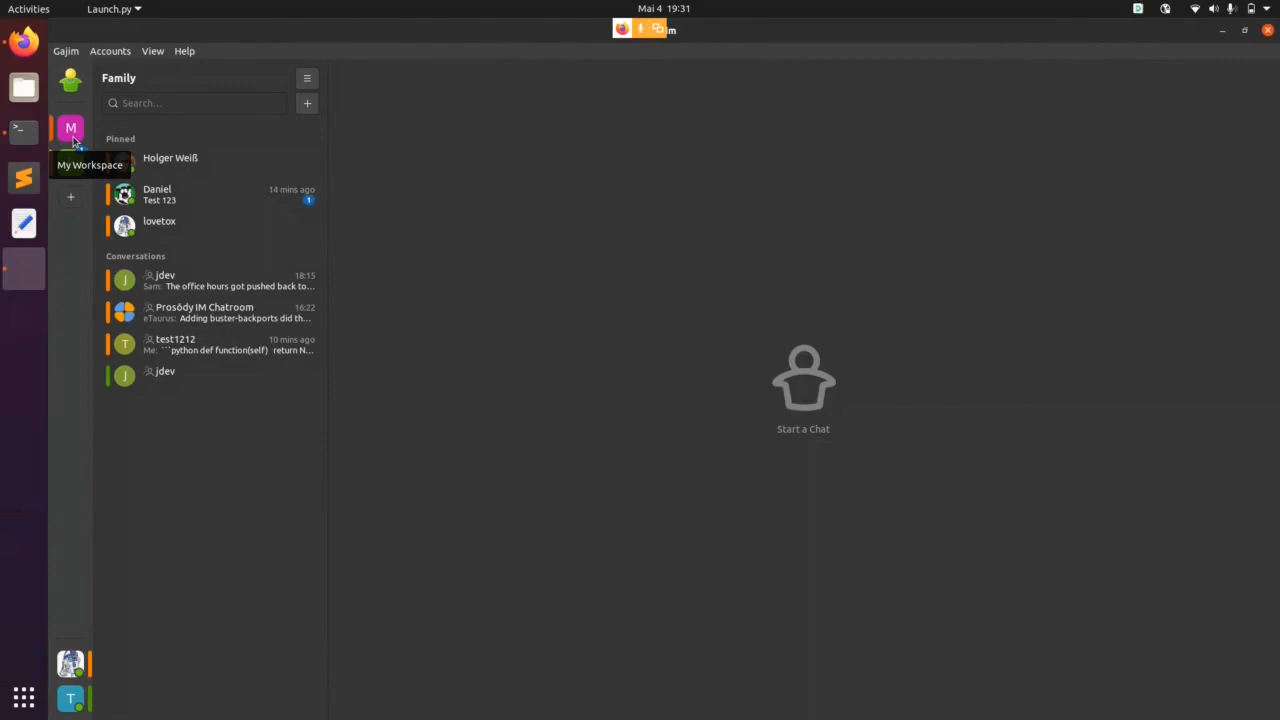 Activities
Launch.py
Mai 4 19:31
im
Gajim
Accounts
View
Help
Family
Search...
M
My Workspace
Pinned
Holger Weiß
Daniel
14 mins ago
Test 123
1
lovetox
Conversations
J
jdev
18:15
Sam: The office hours got pushed back to...
Prosŏdy IM Chatroom
16:22
eTaurus: Adding buster-backports did th...
T
test1212
10 mins ago
Me: ```python def function(self) return N...
J
jdev
Start a Chat
T